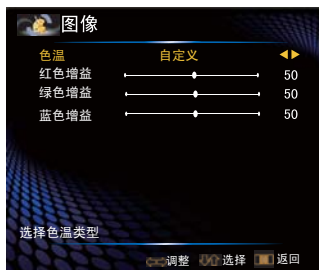 图像
色温 自定义
红色增益 50
绿色增益 50
蓝色增益 50
选择色温类型
调整 选择 返回